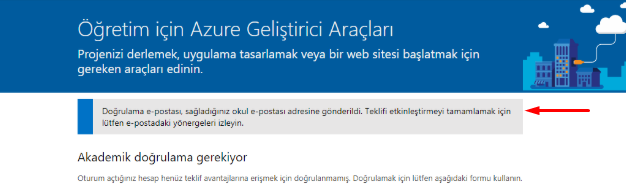 Öğretim için Azure Geliştirici Araçları
Projenizi derlemek, uygulama tasarlamak veya bir web sitesi başlatmak için
gereken araçları edinin.
Doğrulama e-postası, sağladığınız okul e-postası adresine gönderildi. Teklifi etkinleştirmeyi tamamlamak için
lütfen e-postadaki yönergeleri izleyin.
Akademik doğrulama gerekiyor
Oturum açtığınız hesap henüz teklif avantajlarına erişmek için doğrulanmamış. Doğrulamak için lütfen aşağıdaki formu kullanın.